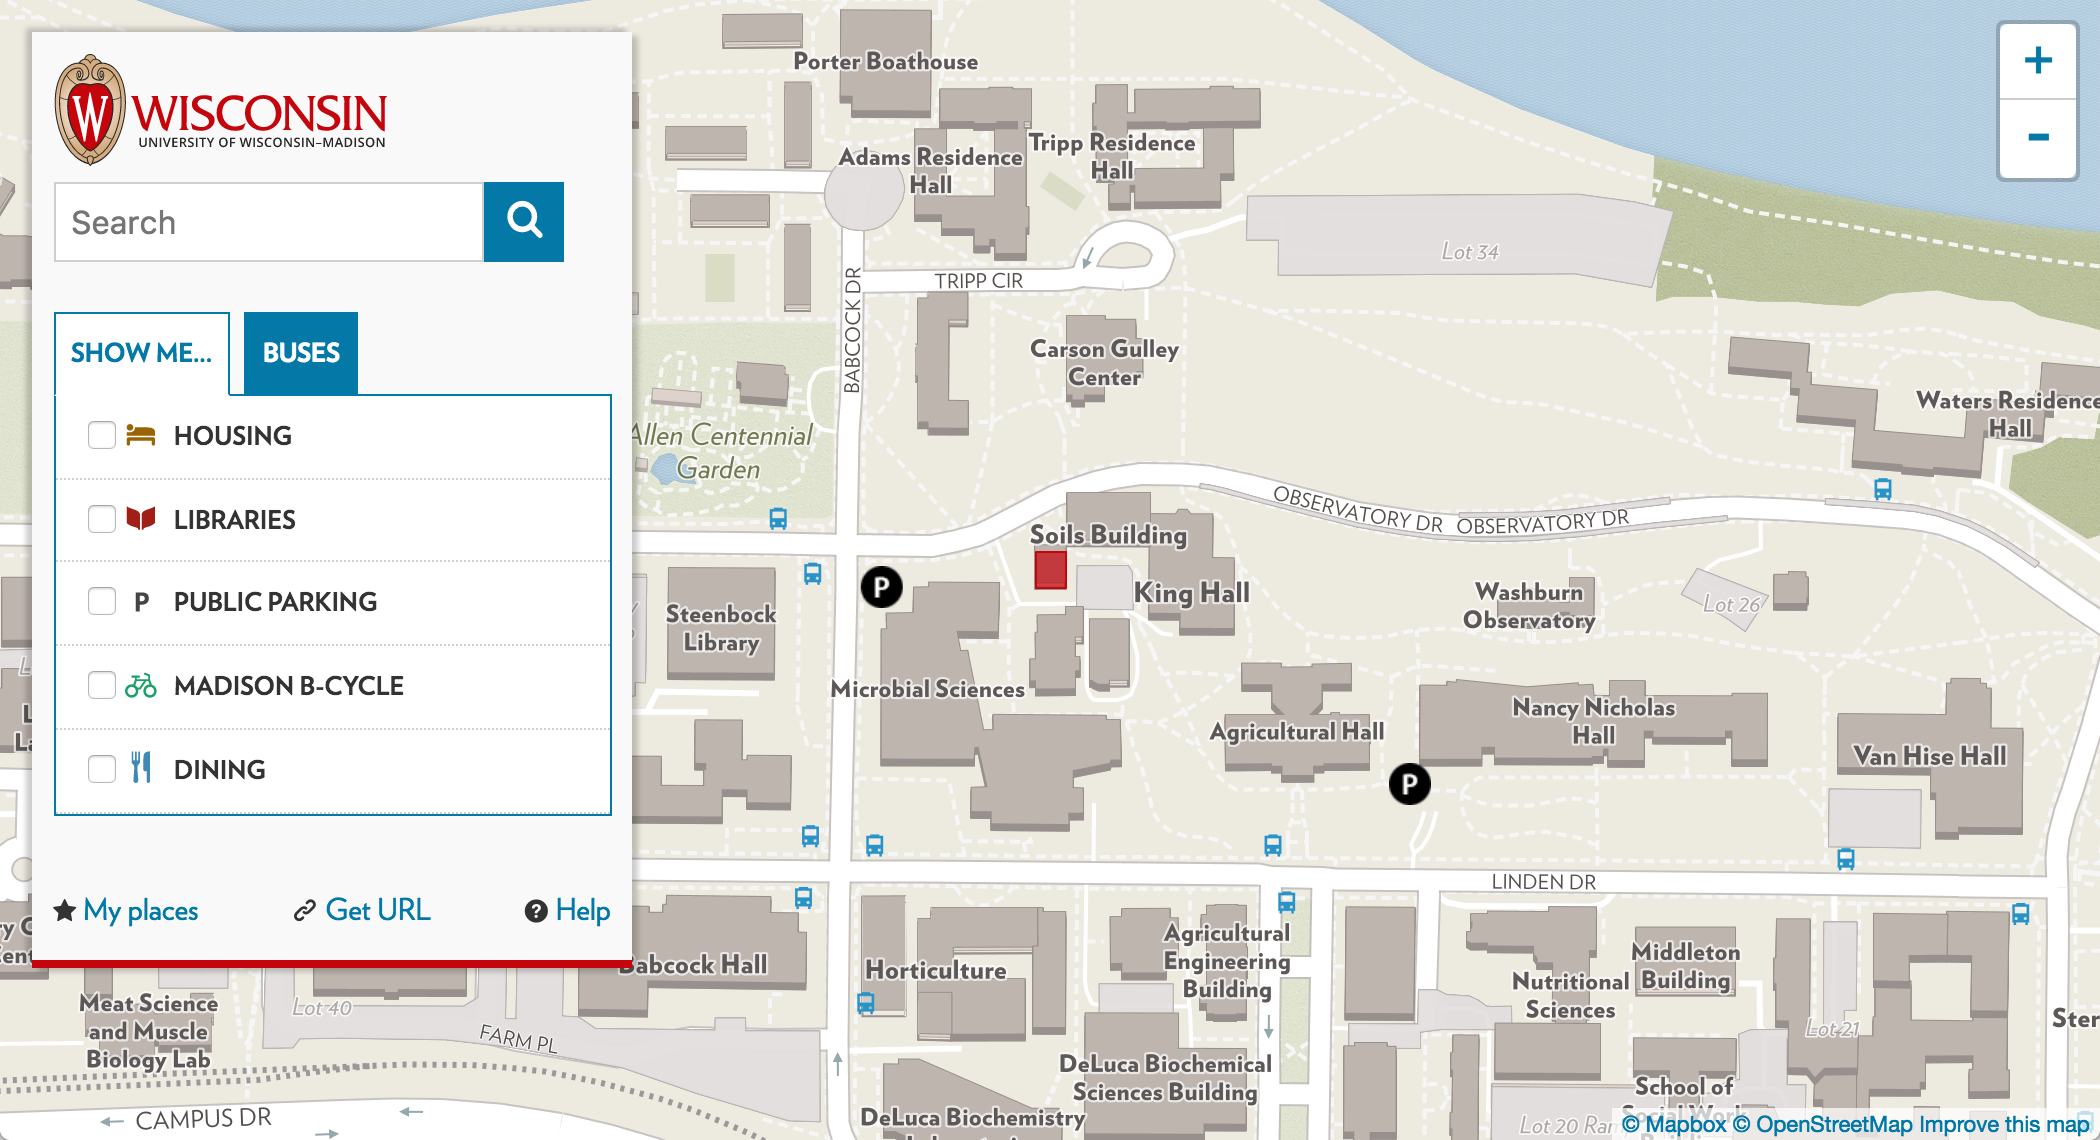 WISCONSIN
UNIVERSITY OF WISCONSIN–MADISON
Search
SHOW ME...
BUSES
HOUSING
LIBRARIES
P PUBLIC PARKING
MADISON B-CYCLE
DINING
My places
Get URL
? Help
+
-
Porter Boathouse
Adams Residence
Hall
Tripp Residence
Hall
Lot 34
TRIPP CIR
BABCOCK DR
Carson Gulley
Center
Allen Centennial
Garden
Waters Residence
Hall
OBSERVATORY DR
OBSERVATORY DR
Soils Building
King Hall
P
Steenbock
Library
Washburn
Observatory
Lot 26
Microbial Sciences
Agricultural Hall
Nancy Nicholas
Hall
Van Hise Hall
P
LINDEN DR
Babcock Hall
Horticulture
Agricultural
Engineering
Building
Nutritional
Sciences
Middleton
Building
Lot 21
Meat Science
and Muscle
Biology Lab
Lot 40
FARM PL
CAMPUS DR
DeLuca Biochemical
Sciences Building
DeLuca Biochemistry
School of
Social Work
Lot 20
© Mapbox © OpenStreetMap Improve this map